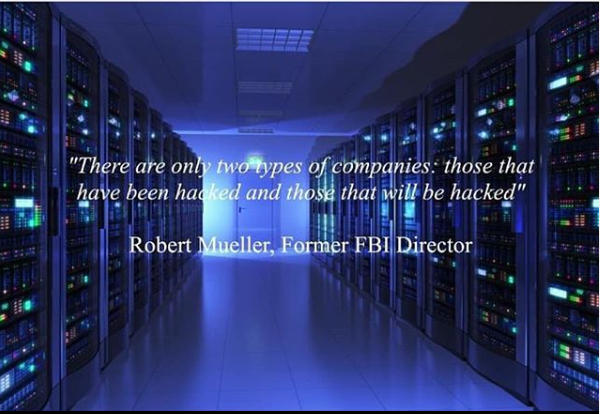 "There are only two types of companies: those that
have been hacked and those that will be hacked"
Robert Mueller, Former FBI Director